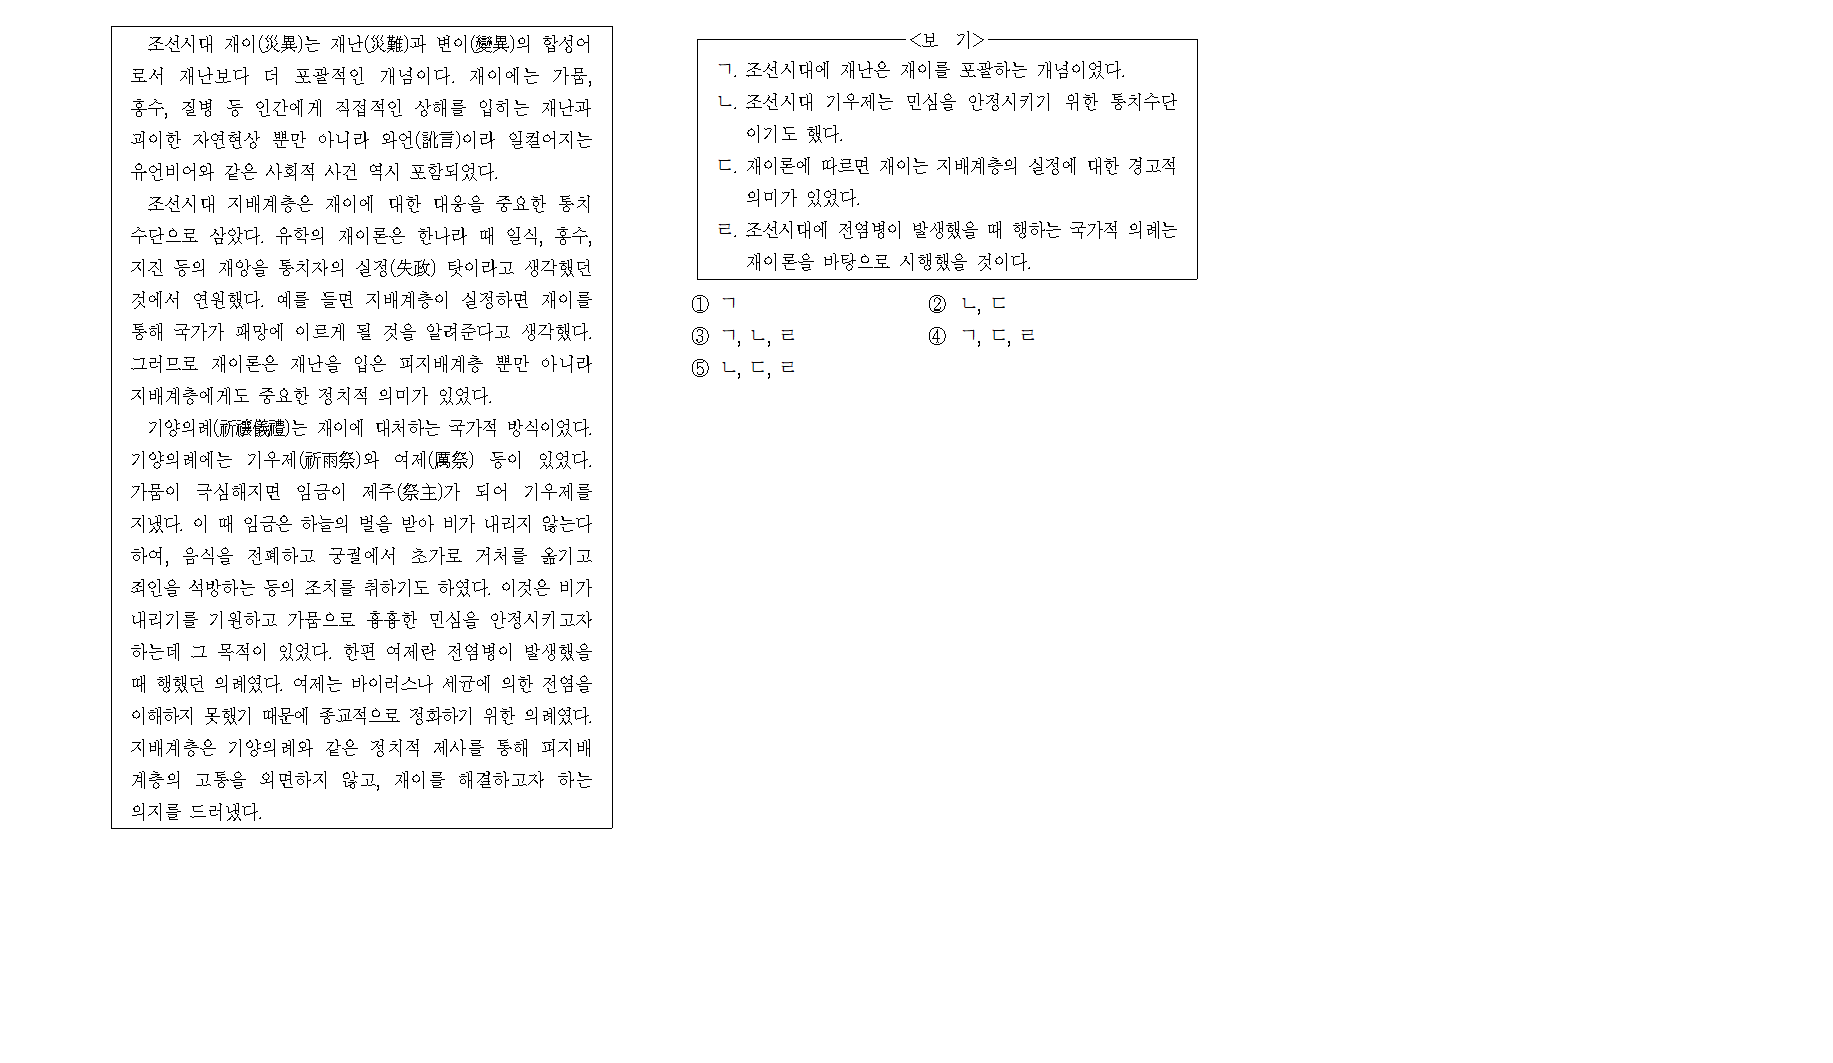 조선시대 재이(災異)는 재난(災難)과 변이(變異)의 합성어
로서 재난보다 더 포괄적인 개념이다. 재이에는 가뭄,
홍수, 질병 등 인간에게 직접적인 상해를 입히는 재난과
괴이한 자연현상 뿐만 아니라 와언(訛言)이라 일컬어지는
유언비어와 같은 사회적 사건 역시 포함되었다.
조선시대 지배계층은 재이에 대한 대응을 중요한 통치
수단으로 삼았다. 유학의 재이론은 한나라 때 일식, 홍수,
지진 등의 재앙을 통치자의 실정(失政) 탓이라고 생각했던
것에서 연원했다. 예를 들면 지배계층이 실정하면 재이를
통해 국가가 패망에 이르게 될 것을 알려준다고 생각했다.
그러므로 재이론은 재난을 입은 피지배계층 뿐만 아니라
지배계층에게도 중요한 정치적 의미가 있었다.
기양의례(祈禳儀禮)는 재이에 대처하는 국가적 방식이었다.
기양의례에는 기우제(祈雨祭)와 여제(厲祭) 등이 있었다.
가뭄이 극심해지면 임금이 제주(祭主)가 되어 기우제를
지냈다. 이 때 임금은 하늘의 벌을 받아 비가 내리지 않는다
하여, 음식을 전폐하고 궁궐에서 초가로 거처를 옮기고
죄인을 석방하는 등의 조치를 취하기도 하였다. 이것은 비가
내리기를 기원하고 가뭄으로 흉흉한 민심을 안정시키고자
하는데 그 목적이 있었다. 한편 여제란 전염병이 발생했을
때 행했던 의례였다. 여제는 바이러스나 세균에 의한 전염을
이해하지 못했기 때문에 종교적으로 정화하기 위한 의례였다.
지배계층은 기양의례와 같은 정치적 제사를 통해 피지배
계층의 고통을 외면하지 않고, 재이를 해결하고자 하는
의지를 드러냈다.
<보 기>
ㄱ. 조선시대에 재난은 재이를 포괄하는 개념이었다.
ㄴ. 조선시대 기우제는 민심을 안정시키기 위한 통치수단
이기도 했다.
ㄷ. 재이론에 따르면 재이는 지배계층의 실정에 대한 경고적
의미가 있었다.
ㄹ. 조선시대에 전염병이 발생했을 때 행하는 국가적 의례는
재이론을 바탕으로 시행했을 것이다.
① ㄱ ② ㄴ, ㄷ
③ ㄱ, ㄴ, ㄹ ④ ㄱ, ㄷ, ㄹ
⑤ ㄴ, ㄷ, ㄹ